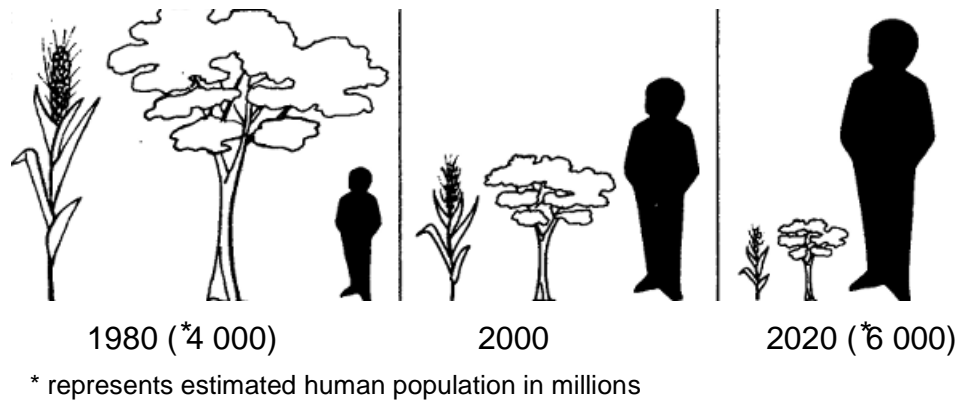 1980 (*4 000) 2000 2020 (*6 000)
* represents estimated human population in millions